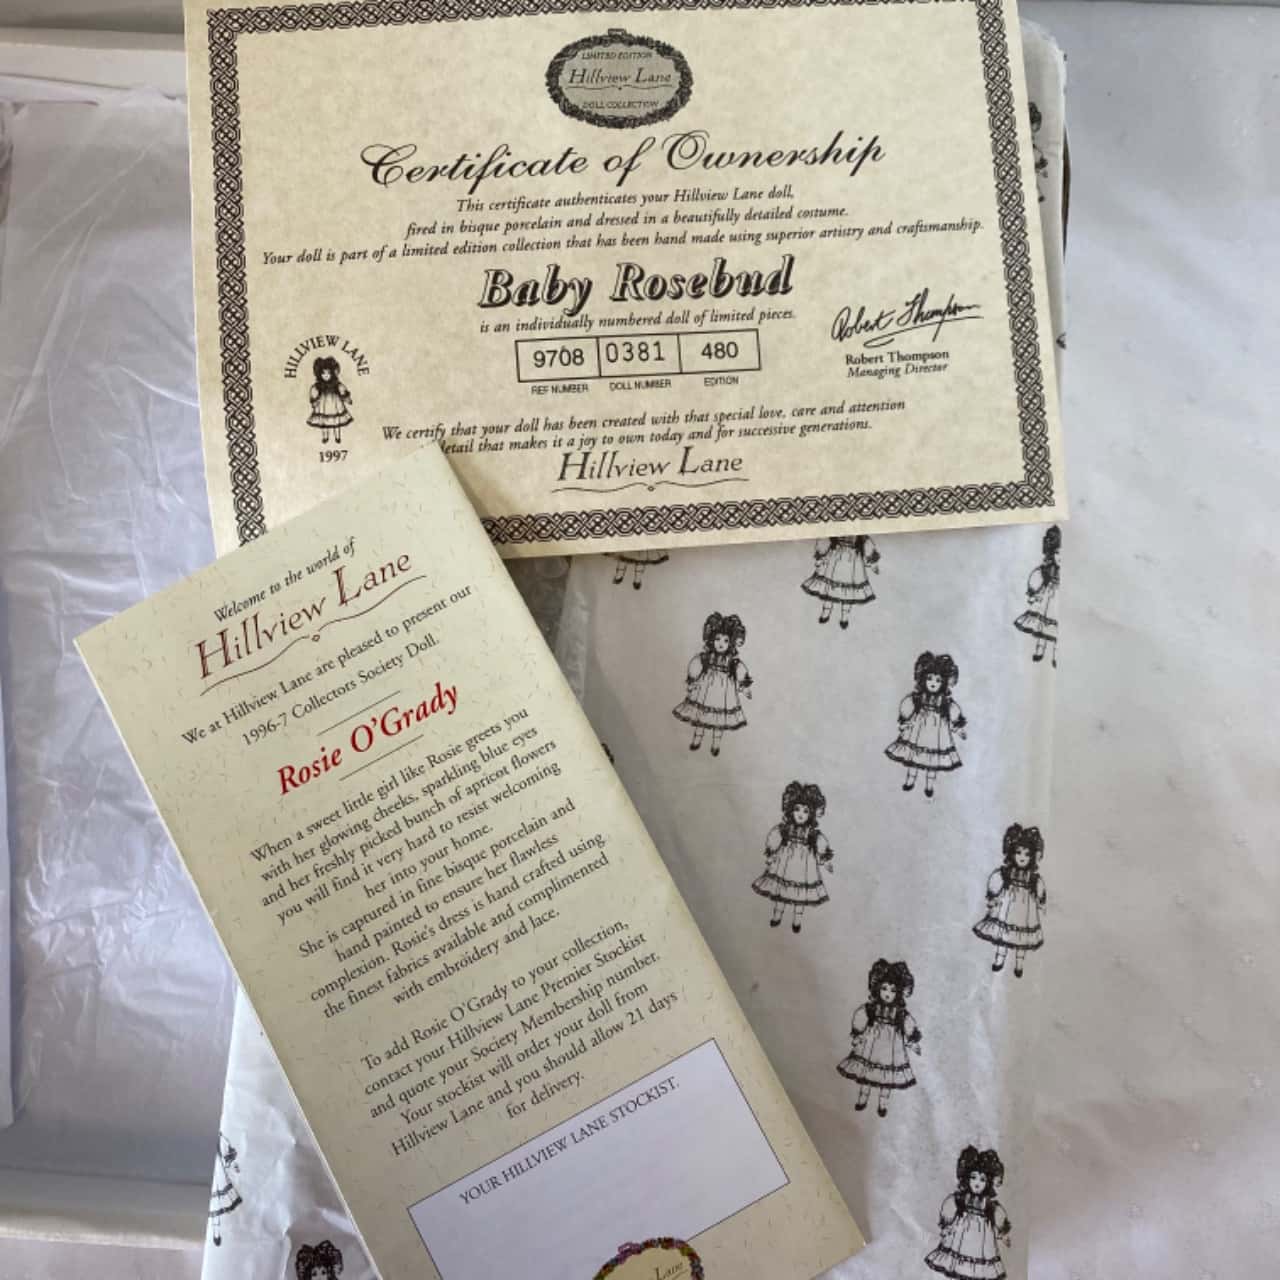 LIMITED EDITION
Hillview Lane
DOLL COLLECTION
Certificate of Ownership
This certificate authenticates your Hillview Lane doll,
fired in bisque porcelain and dressed in a beautifully detailed costume.
Your doll is part of a limited edition collection that has been hand made using superior artistry and craftsmanship.
Baby Rosebud
is an individually numbered doll of limited pieces.
9708 0381 480
REF NUMBER DOLL NUMBER EDITION
Robert Thompson
Robert Thompson
Managing Director
HILLVIEW LANE
1997
We certify that your doll has been created with that special love, care and attention
detail that makes it a joy to own today and for successive generations.
Hillview Lane
Welcome to the world of
Hillview Lane
We at Hillview Lane are pleased to present our
1996-7 Collectors Society Doll.
Rosie O'Grady
When a sweet little girl like Rosie greets you
with her glowing cheeks, sparkling blue eyes
and her freshly picked bunch of apricot flowers
you will find it very hard to resist welcoming
her into your home.
She is captured in fine bisque porcelain and
hand painted to ensure her flawless
complexion. Rosie's dress is hand crafted using
the finest fabrics available and complimented
with embroidery and lace.
To add Rosie O'Grady to your collection,
contact your Hillview Lane Premier Stockist
and quote your Society Membership number.
Your stockist will order your doll from
Hillview Lane and you should allow 21 days
for delivery.
YOUR HILLVIEW LANE STOCKIST.
Lane